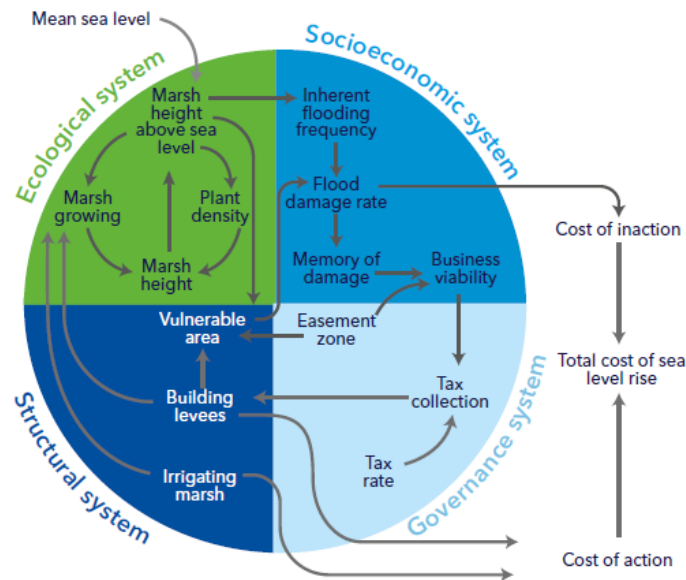 Mean sea level
Ecological system
Socioeconomic system
Marsh
height
above sea
level
Inherent
flooding
frequency
Marsh
growing
Plant
density
Flood
damage rate
Marsh
height
Memory of
damage
Business
viability
Cost of inaction
Vulnerable
area
Easement
zone
Total cost of sea
level rise
Building
levees
Tax
collection
Irrigating
marsh
Tax
rate
Structural system
Governance system
Cost of action